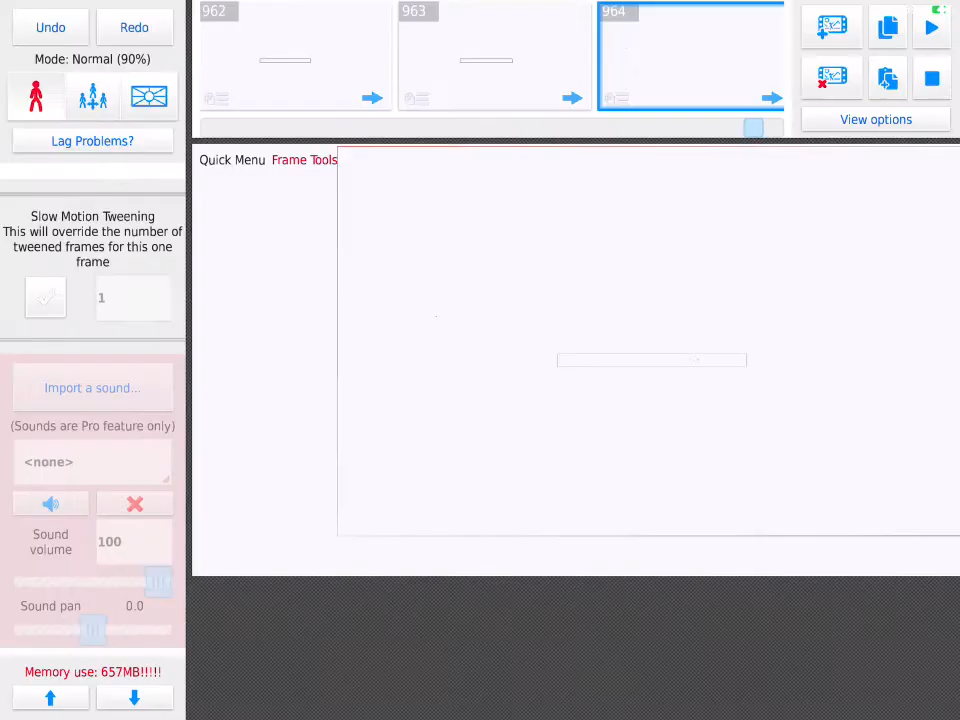 Undo Redo
Mode: Normal (90%)
Lag Problems?
962 963 964
View options
Quick Menu Frame Tools
Slow Motion Tweening
This will override the number of
tweened frames for this one
frame
1
Import a sound...
(Sounds are Pro feature only)
<none>
Sound
volume
100
Sound pan 0.0
Memory use: 657MB!!!!!